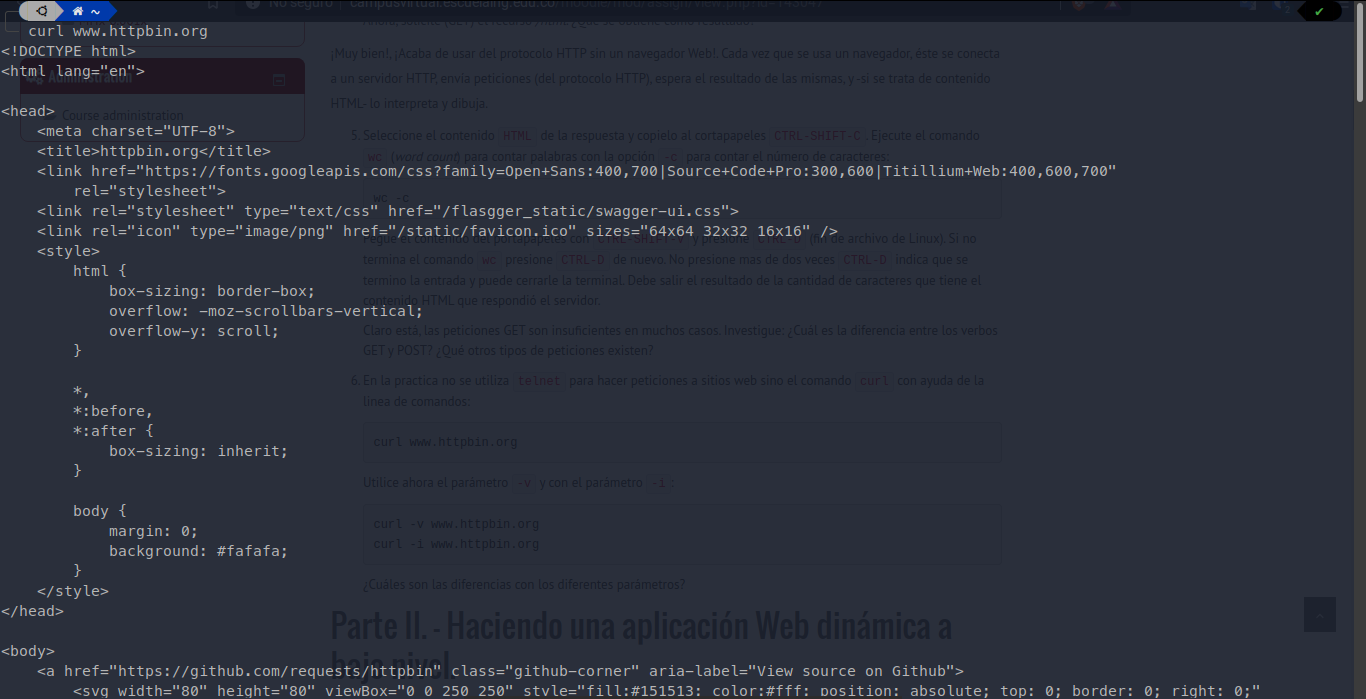 ~ ✔
No seguro campusvirtual.escuelaing.edu.co/moodle/mod/assign/
curl www.httpbin.org
<!DOCTYPE html>
¡Muy bien!, ¡Acaba de usar del protocolo HTTP sin un navegador Web!. Cada vez que se usa un navegador, éste se conecta
<html lang="en">
Administration
a un servidor HTTP, envía peticiones (del protocolo HTTP), espera el resultado de las mismas, y -si se trata de contenido
HTML- lo interpreta y dibuja.
<head>
Course administration
<meta charset="UTF-8">
5. Seleccione el contenido HTML de la respuesta y copielo al cortapapeles CTRL-SHIFT-C. Ejecute el comando
<title>httpbin.org</title>
wc (word count) para contar palabras con la opción -c para contar el número de caracteres:
<link href="https://fonts.googleapis.com/css?family=Open+Sans:400,700|Source+Code+Pro:300,600|Titillium+Web:400,600,700"
rel="stylesheet">
wc -c
<link rel="stylesheet" type="text/css" href="/flasgger_static/swagger-ui.css">
<link rel="icon" type="image/png" href="/static/favicon.ico" sizes="64x64 32x32 16x16" />
Pegue el contenido del portapapeles con CTRL-SHIFT-V y presione CTRL-D (fin de archivo de Linux). Si no
<style>
termina el comando wc presione CTRL-D de nuevo. No presione mas de dos veces CTRL-D indica que se
html {
termino la entrada y puede cerrarle la terminal. Debe salir el resultado de la cantidad de caracteres que tiene el
box-sizing: border-box;
contenido HTML que respondió el servidor.
overflow: -moz-scrollbars-vertical;
overflow-y: scroll;
Claro está, las peticiones GET son insuficientes en muchos casos. Investigue: ¿Cuál es la diferencia entre los verbos
}
GET y POST? ¿Qué otros tipos de peticiones existen?
6. En la practica no se utiliza telnet para hacer peticiones a sitios web sino el comando curl con ayuda de la
*,
línea de comandos:
*:before,
*:after {
curl www.httpbin.org
box-sizing: inherit;
}
Utilice ahora el parámetro -v y con el parámetro -i:
body {
curl -v www.httpbin.org
margin: 0;
curl -i www.httpbin.org
background: #fafafa;
}
¿Cuáles son las diferencias con los diferentes parámetros?
</style>
</head>
Parte II. - Haciendo una aplicación Web dinámica a
bajo nivel.
<body>
<a href="https://github.com/requests/httpbin" class="github-corner" aria-label="View source on Github">
<svg width="80" height="80" viewBox="0 0 250 250" style="fill:#151513; color:#fff; position: absolute; top: 0; border: 0; right: 0;"